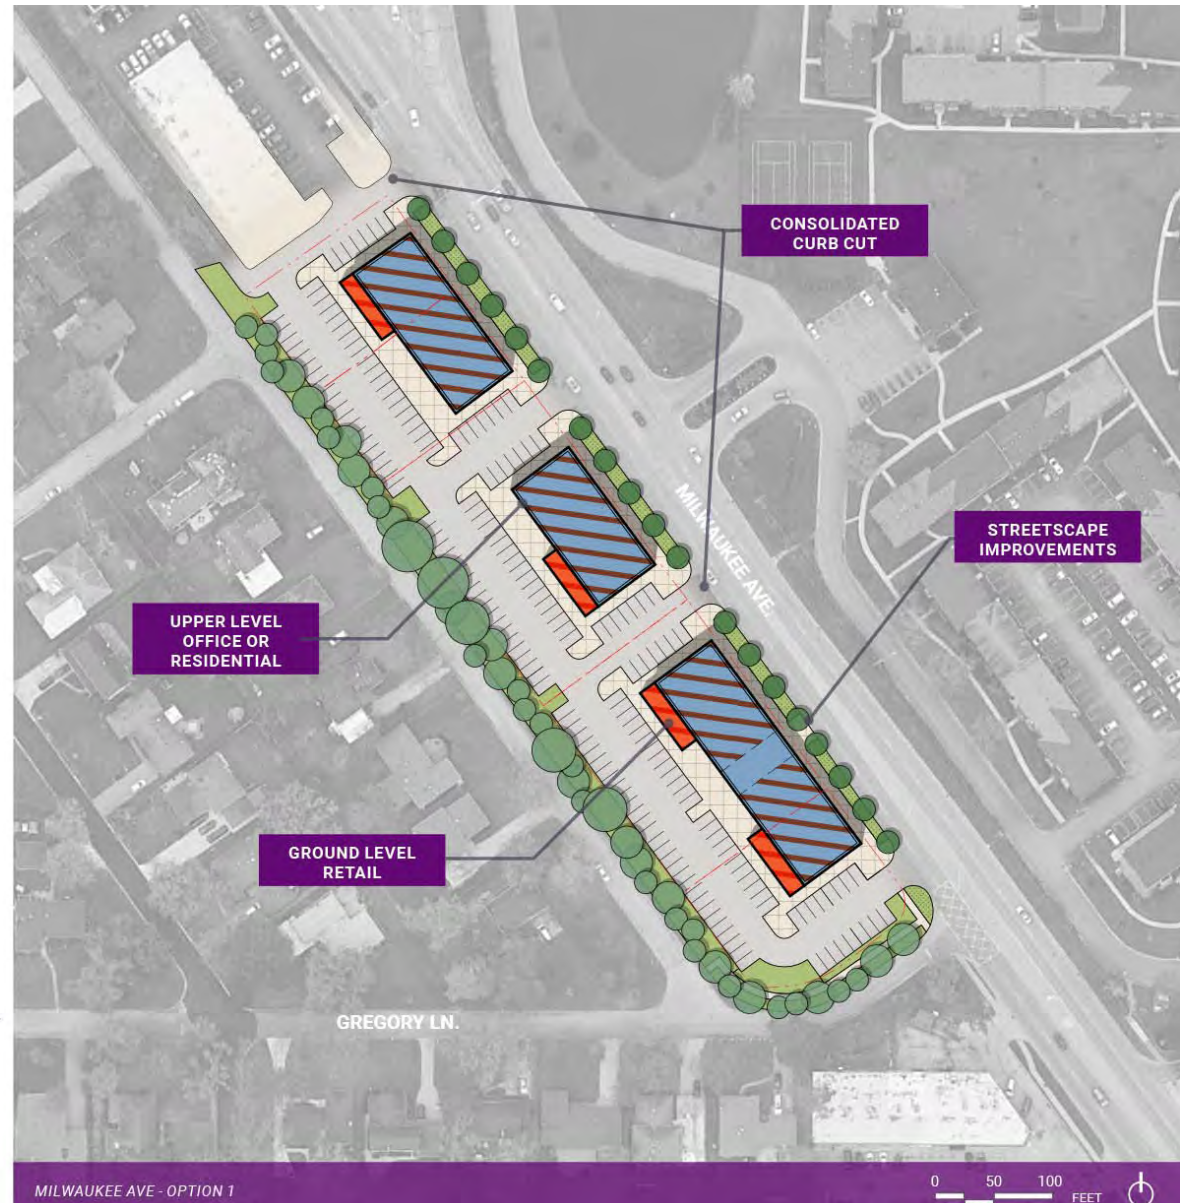 CONSOLIDATED
CURB CUT
MILWAUKEE AVE
STREETSCAPE
IMPROVEMENTS
UPPER LEVEL
OFFICE OR
RESIDENTIAL
GROUND LEVEL
RETAIL
GREGORY LN.
MILWAUKEE AVE - OPTION 1
0 50 100
FEET